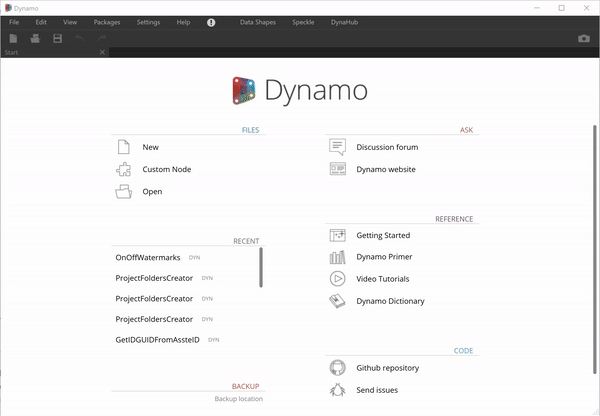 Dynamo
File Edit View Packages Settings Help Data Shapes Speckle DynaHub
Start
Dynamo
FILES
New
Custom Node
Open
RECENT
OnOffWatermarks DYN
ProjectFoldersCreator DYN
ProjectFoldersCreator DYN
ProjectFoldersCreator DYN
GetIDGUIDFromAssteID DYN
BACKUP
Backup location
ASK
Discussion forum
Dynamo website
REFERENCE
Getting Started
Dynamo Primer
Video Tutorials
Dynamo Dictionary
CODE
Github repository
Send issues